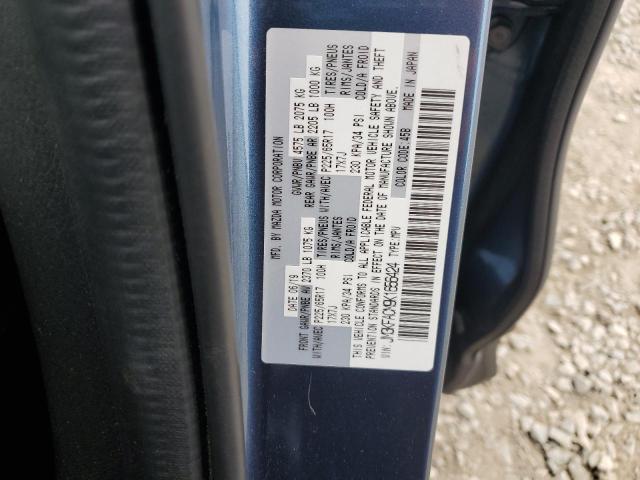 MFD. BY MAZDA MOTOR CORPORATION
DATE: 06/19 GVWR/PNBV 4575 LB 2075 KG
FRONT GAWR/PNBE AV 2370 LB 1075 KG REAR GAWR/PNBE AR 2205 LB 1000 KG
WITH/AVEC TIRES/PNEUS WITH/AVEC TIRES/PNEUS
P225/65R17 100H RIMS/JANTES P225/65R17 100H RIMS/JANTES
17X7J COLD/A FROID 17X7J COLD/A FROID
230 KPA/34 PSI 230 KPA/34 PSI
THIS VEHICLE CONFORMS TO ALL APPLICABLE FEDERAL MOTOR VEHICLE SAFETY AND THEFT
PREVENTION STANDARDS IN EFFECT ON THE DATE OF MANUFACTURE SHOWN ABOVE.
VIN: JM3KFACM9K1655424 TYPE:MPV COLOR CODE: 45B MADE IN JAPAN